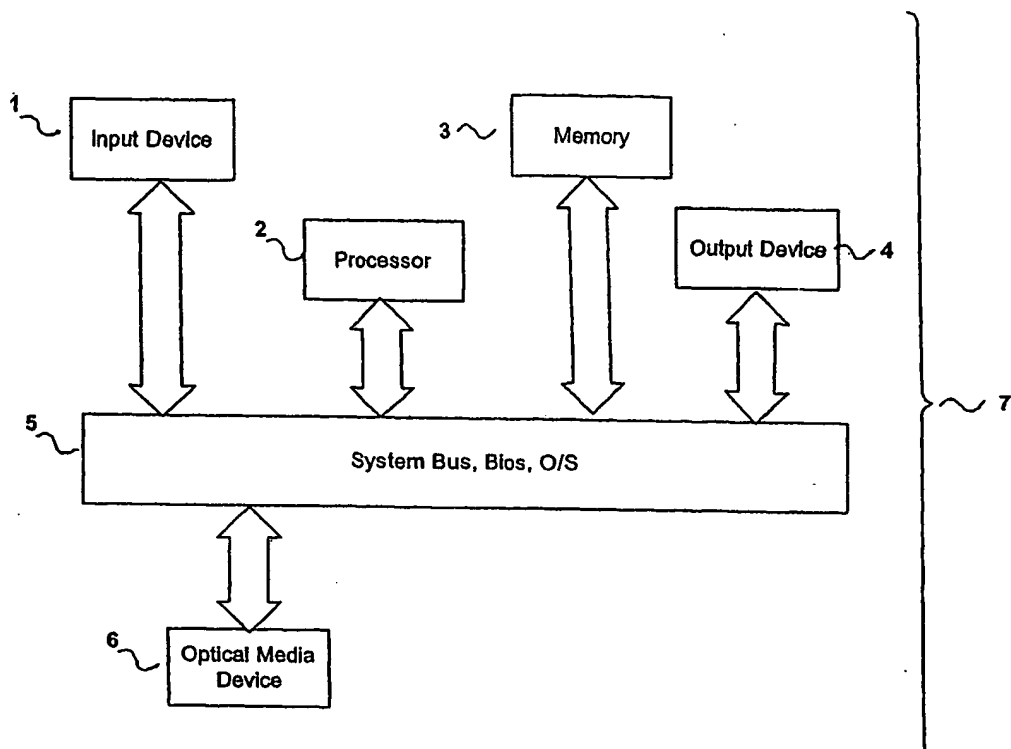 1
Input Device
3
Memory
2
Processor
Output Device
4
7
5
System Bus, Bios, O/S
6
Optical Media
Device